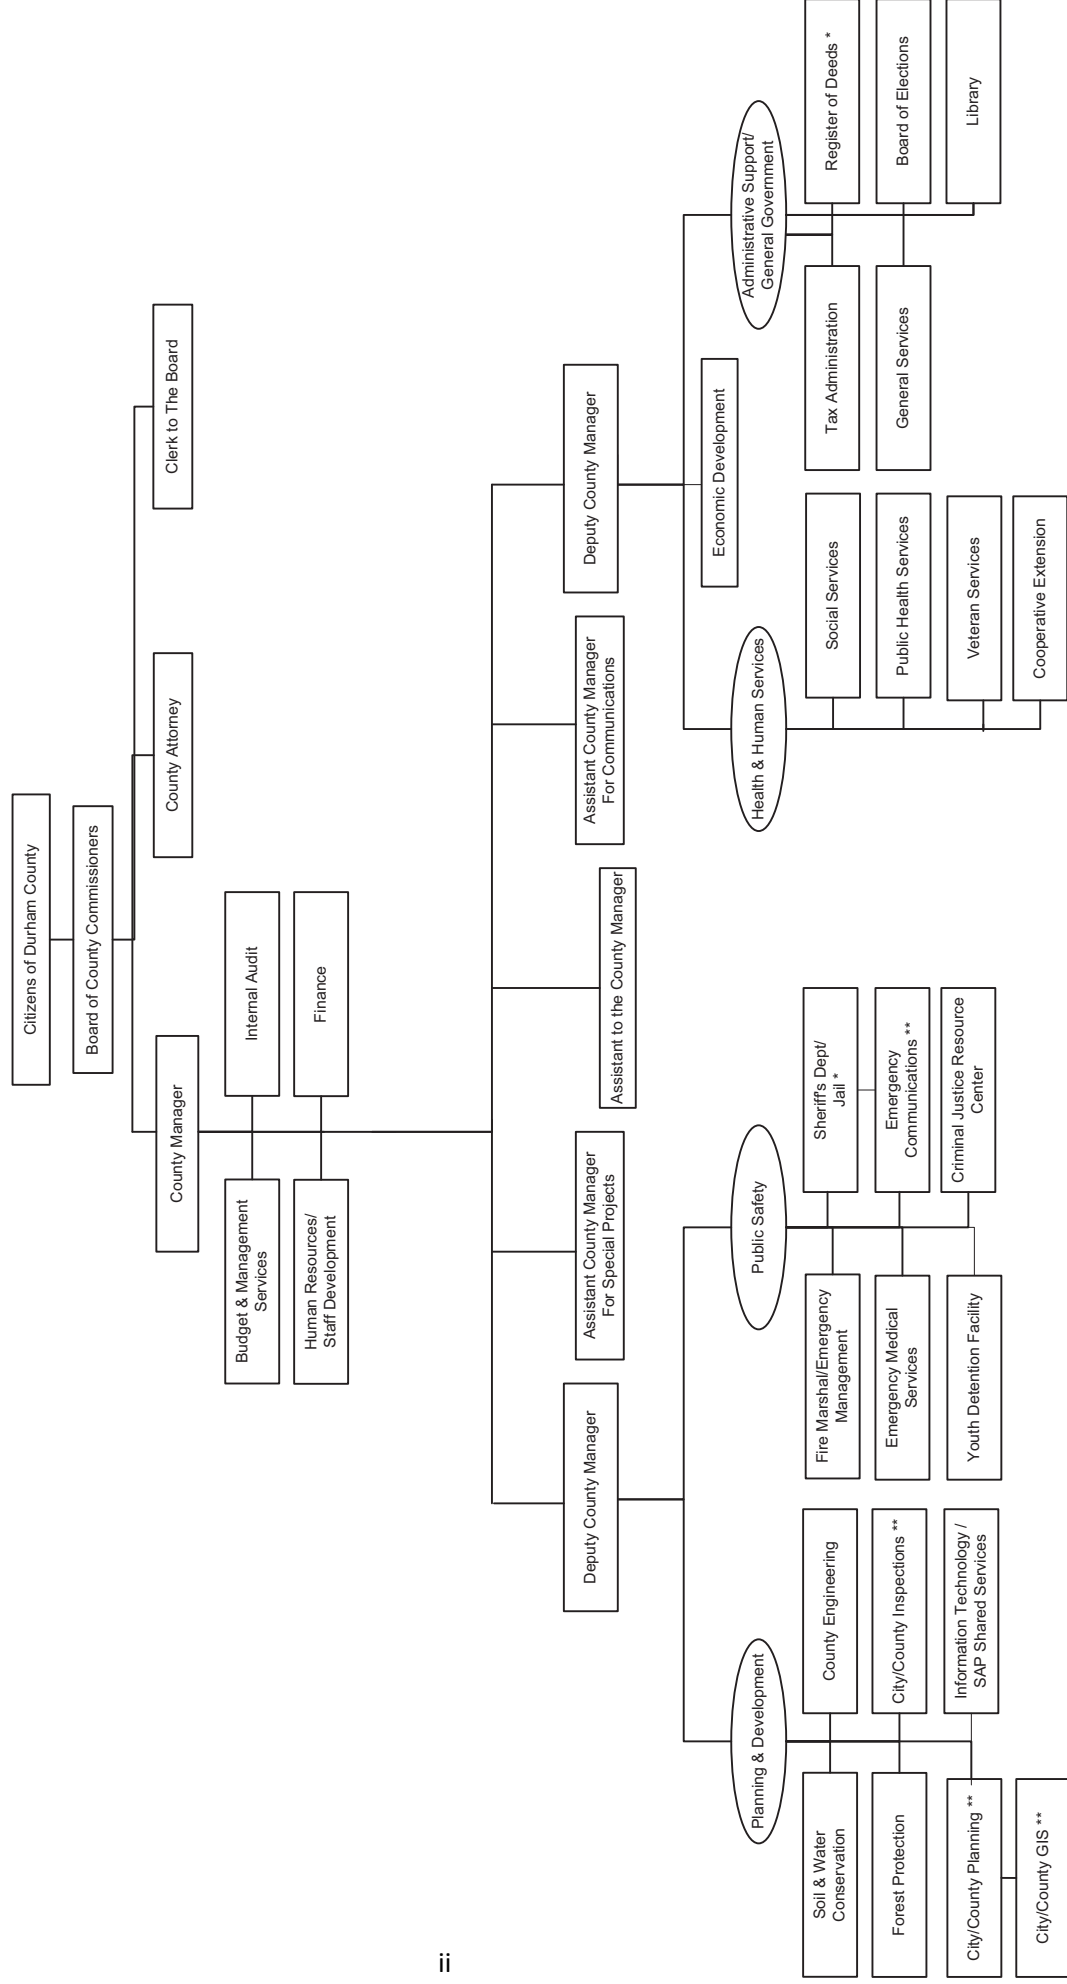 Citizens of Durham County
Board of County Commissioners
County Manager
County Attorney
Clerk to The Board
Budget & Management
Services
Internal Audit
Human Resources/
Staff Development
Finance
Deputy County Manager
Assistant County Manager
For Special Projects
Assistant to the County Manager
Assistant County Manager
For Communications
Deputy County Manager
Economic Development
Planning & Development
Public Safety
Health & Human Services
Administrative Support/
General Government
Soil & Water
Conservation
County Engineering
Forest Protection
City/County Inspections **
City/County Planning **
Information Technology /
SAP Shared Services
City/County GIS **
Fire Marshal/Emergency
Management
Sheriff's Dept/
Jail *
Emergency Medical
Services
Emergency
Communications **
Youth Detention Facility
Criminal Justice Resource
Center
Social Services
Public Health Services
Veteran Services
Cooperative Extension
Tax Administration
Register of Deeds *
General Services
Board of Elections
Library
ii